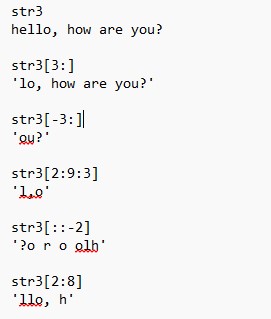 str3
hello, how are you?
str3[3:]
'lo, how are you?'
str3[-3:]
'ou?'
str3[2:9:3]
'l,o'
str3[::-2]
'?o r o olh'
str3[2:8]
'llo, h'